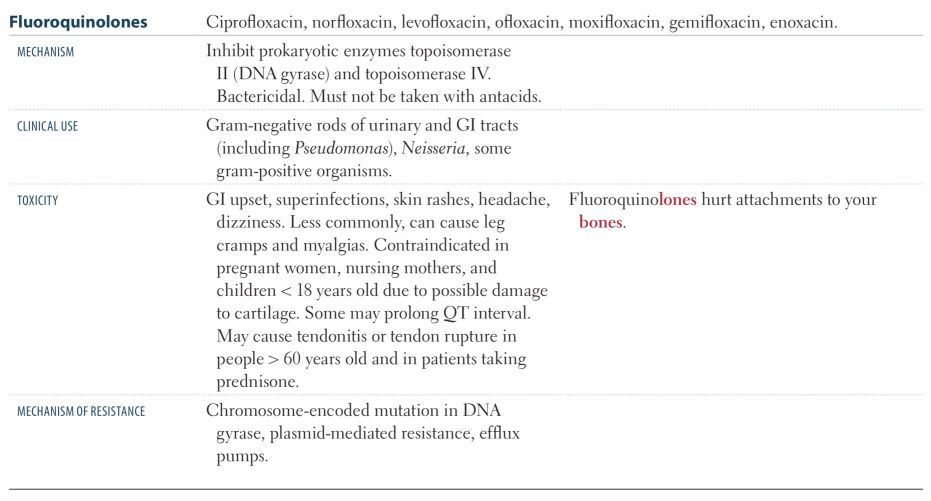 Fluoroquinolones Ciprofloxacin, norfloxacin, levofloxacin, ofloxacin, moxifloxacin, gemifloxacin, enoxacin.
MECHANISM Inhibit prokaryotic enzymes topoisomerase
II (DNA gyrase) and topoisomerase IV.
Bactericidal. Must not be taken with antacids.
CLINICAL USE Gram-negative rods of urinary and GI tracts
(including Pseudomonas), Neisseria, some
gram-positive organisms.
TOXICITY GI upset, superinfections, skin rashes, headache,
dizziness. Less commonly, can cause leg
cramps and myalgias. Contraindicated in
pregnant women, nursing mothers, and
children < 18 years old due to possible damage
to cartilage. Some may prolong QT interval.
May cause tendonitis or tendon rupture in
people > 60 years old and in patients taking
prednisone.
Fluoroquinolones hurt attachments to your
bones.
MECHANISM OF RESISTANCE Chromosome-encoded mutation in DNA
gyrase, plasmid-mediated resistance, efflux
pumps.